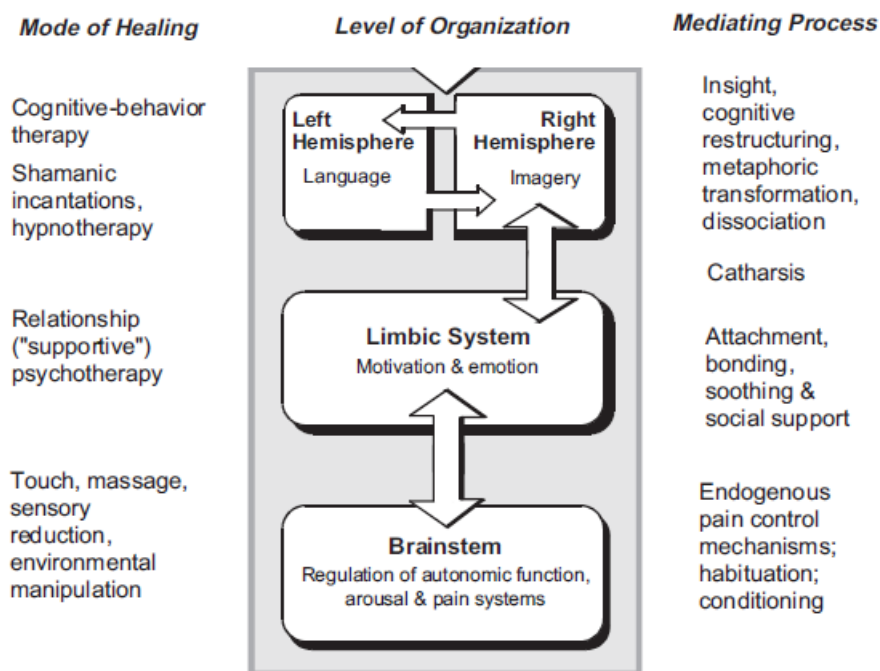 Mode of Healing
Level of Organization
Mediating Process
Cognitive-behavior
therapy
Shamanic
incantations,
hypnotherapy
Relationship
("supportive")
psychotherapy
Touch, massage,
sensory
reduction,
environmental
manipulation
Left
Hemisphere
Language
Right
Hemisphere
Imagery
Limbic System
Motivation & emotion
Brainstem
Regulation of autonomic function,
arousal & pain systems
Insight,
cognitive
restructuring,
metaphoric
transformation,
dissociation
Catharsis
Attachment,
bonding,
soothing &
social support
Endogenous
pain control
mechanisms;
habituation;
conditioning